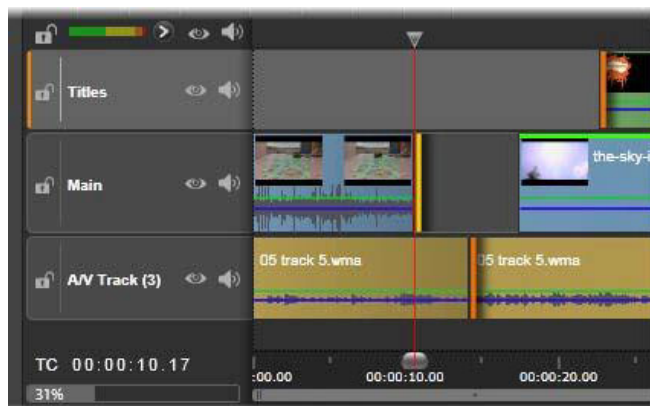 Titles
the-sky-i
Main
05 track 5.wma
05 track 5.wma
A/V Track (3)
TC 00:00:10.17
:00.00
00:00:10.00
00:00:20.00
31%